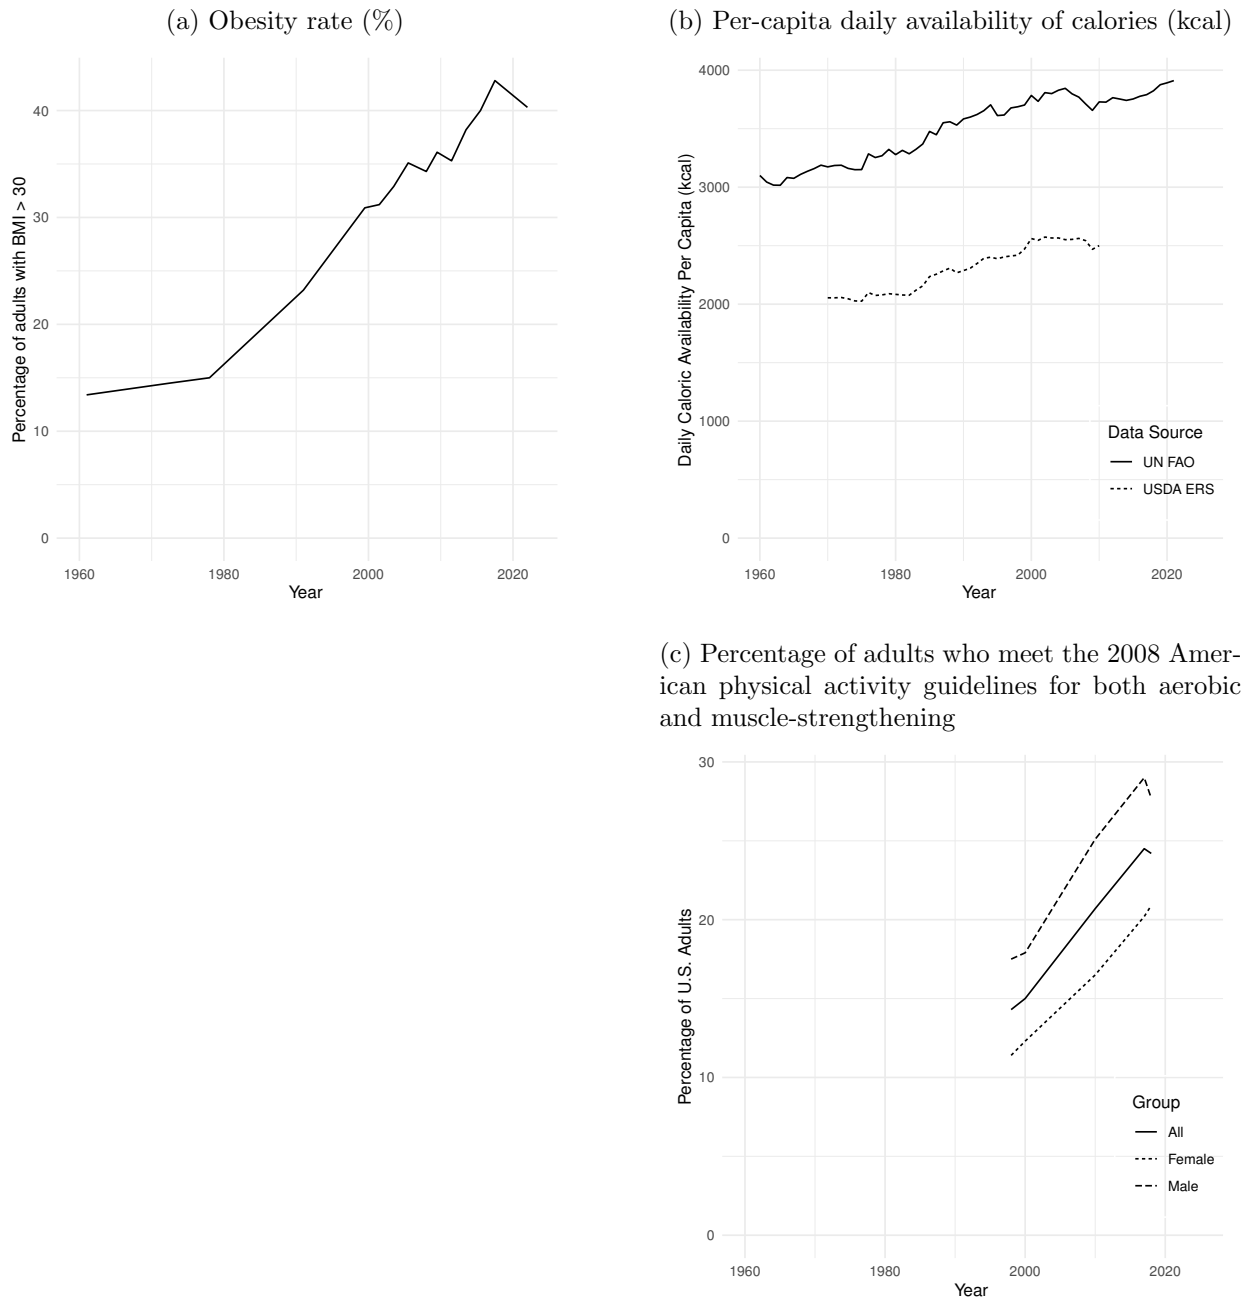 (a) Obesity rate (%)
Percentage of adults with BMI > 30
40
30
20
10
0
1960 1980 2000 2020
Year
(b) Per-capita daily availability of calories (kcal)
Daily Caloric Availability Per Capita (kcal)
4000
3000
2000
1000
0
Data Source
UN FAO
USDA ERS
1960 1980 2000 2020
Year
(c) Percentage of adults who meet the 2008 Amer-
ican physical activity guidelines for both aerobic
and muscle-strengthening
Percentage of U.S. Adults
30
20
10
0
Group
All
Female
Male
1960 1980 2000 2020
Year